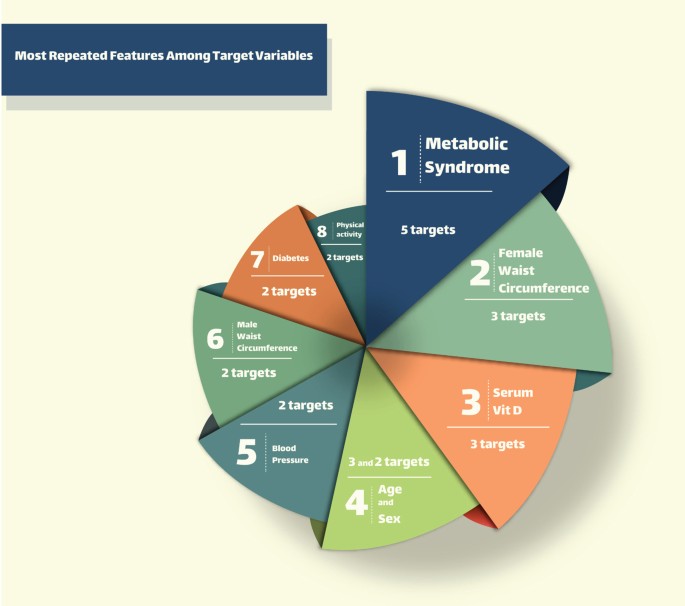 Most Repeated Features Among Target Variables
1
Metabolic
Syndrome
5 targets
2
Female
Waist
Circumference
3 targets
3
Serum
Vit D
3 targets
3 and 2 targets
4
Age
and
Sex
2 targets
5
Blood
Pressure
6
Male
Waist
Circumference
2 targets
7
Diabetes
2 targets
8
Physical
activity
2 targets